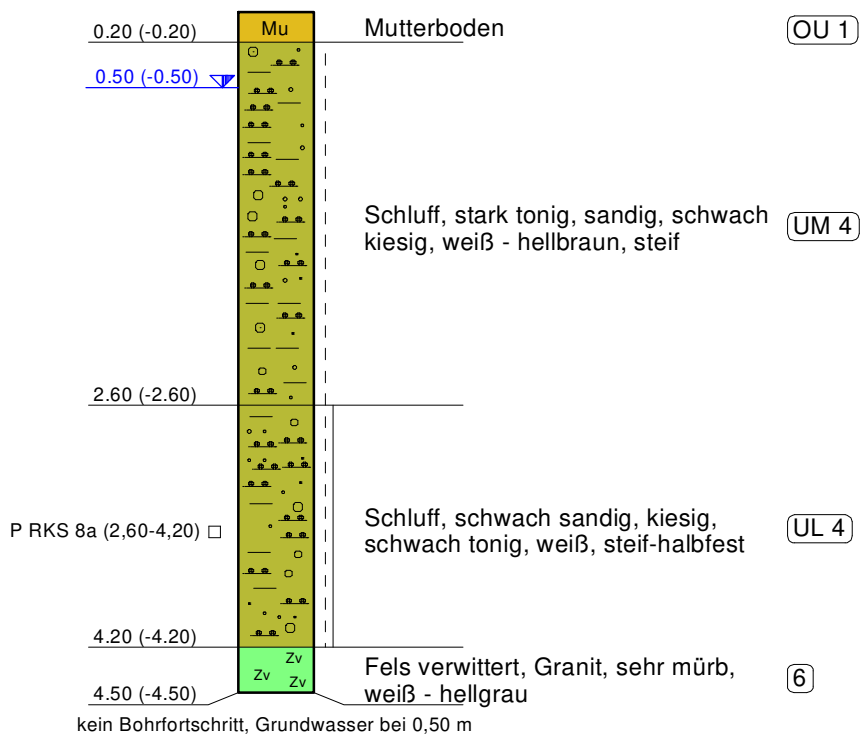 0.20 (-0.20)
Mu
Mutterboden
OU 1
0.50 (-0.50)
Schluff, stark tonig, sandig, schwach
kiesig, weiß - hellbraun, steif
UM 4
2.60 (-2.60)
P RKS 8a (2,60-4,20)
Schluff, schwach sandig, kiesig,
schwach tonig, weiß, steif-halbfest
UL 4
4.20 (-4.20)
Zv
Zv
Zv
Fels verwittert, Granit, sehr mürb,
weiß - hellgrau
6
4.50 (-4.50)
kein Bohrfortschritt, Grundwasser bei 0,50 m